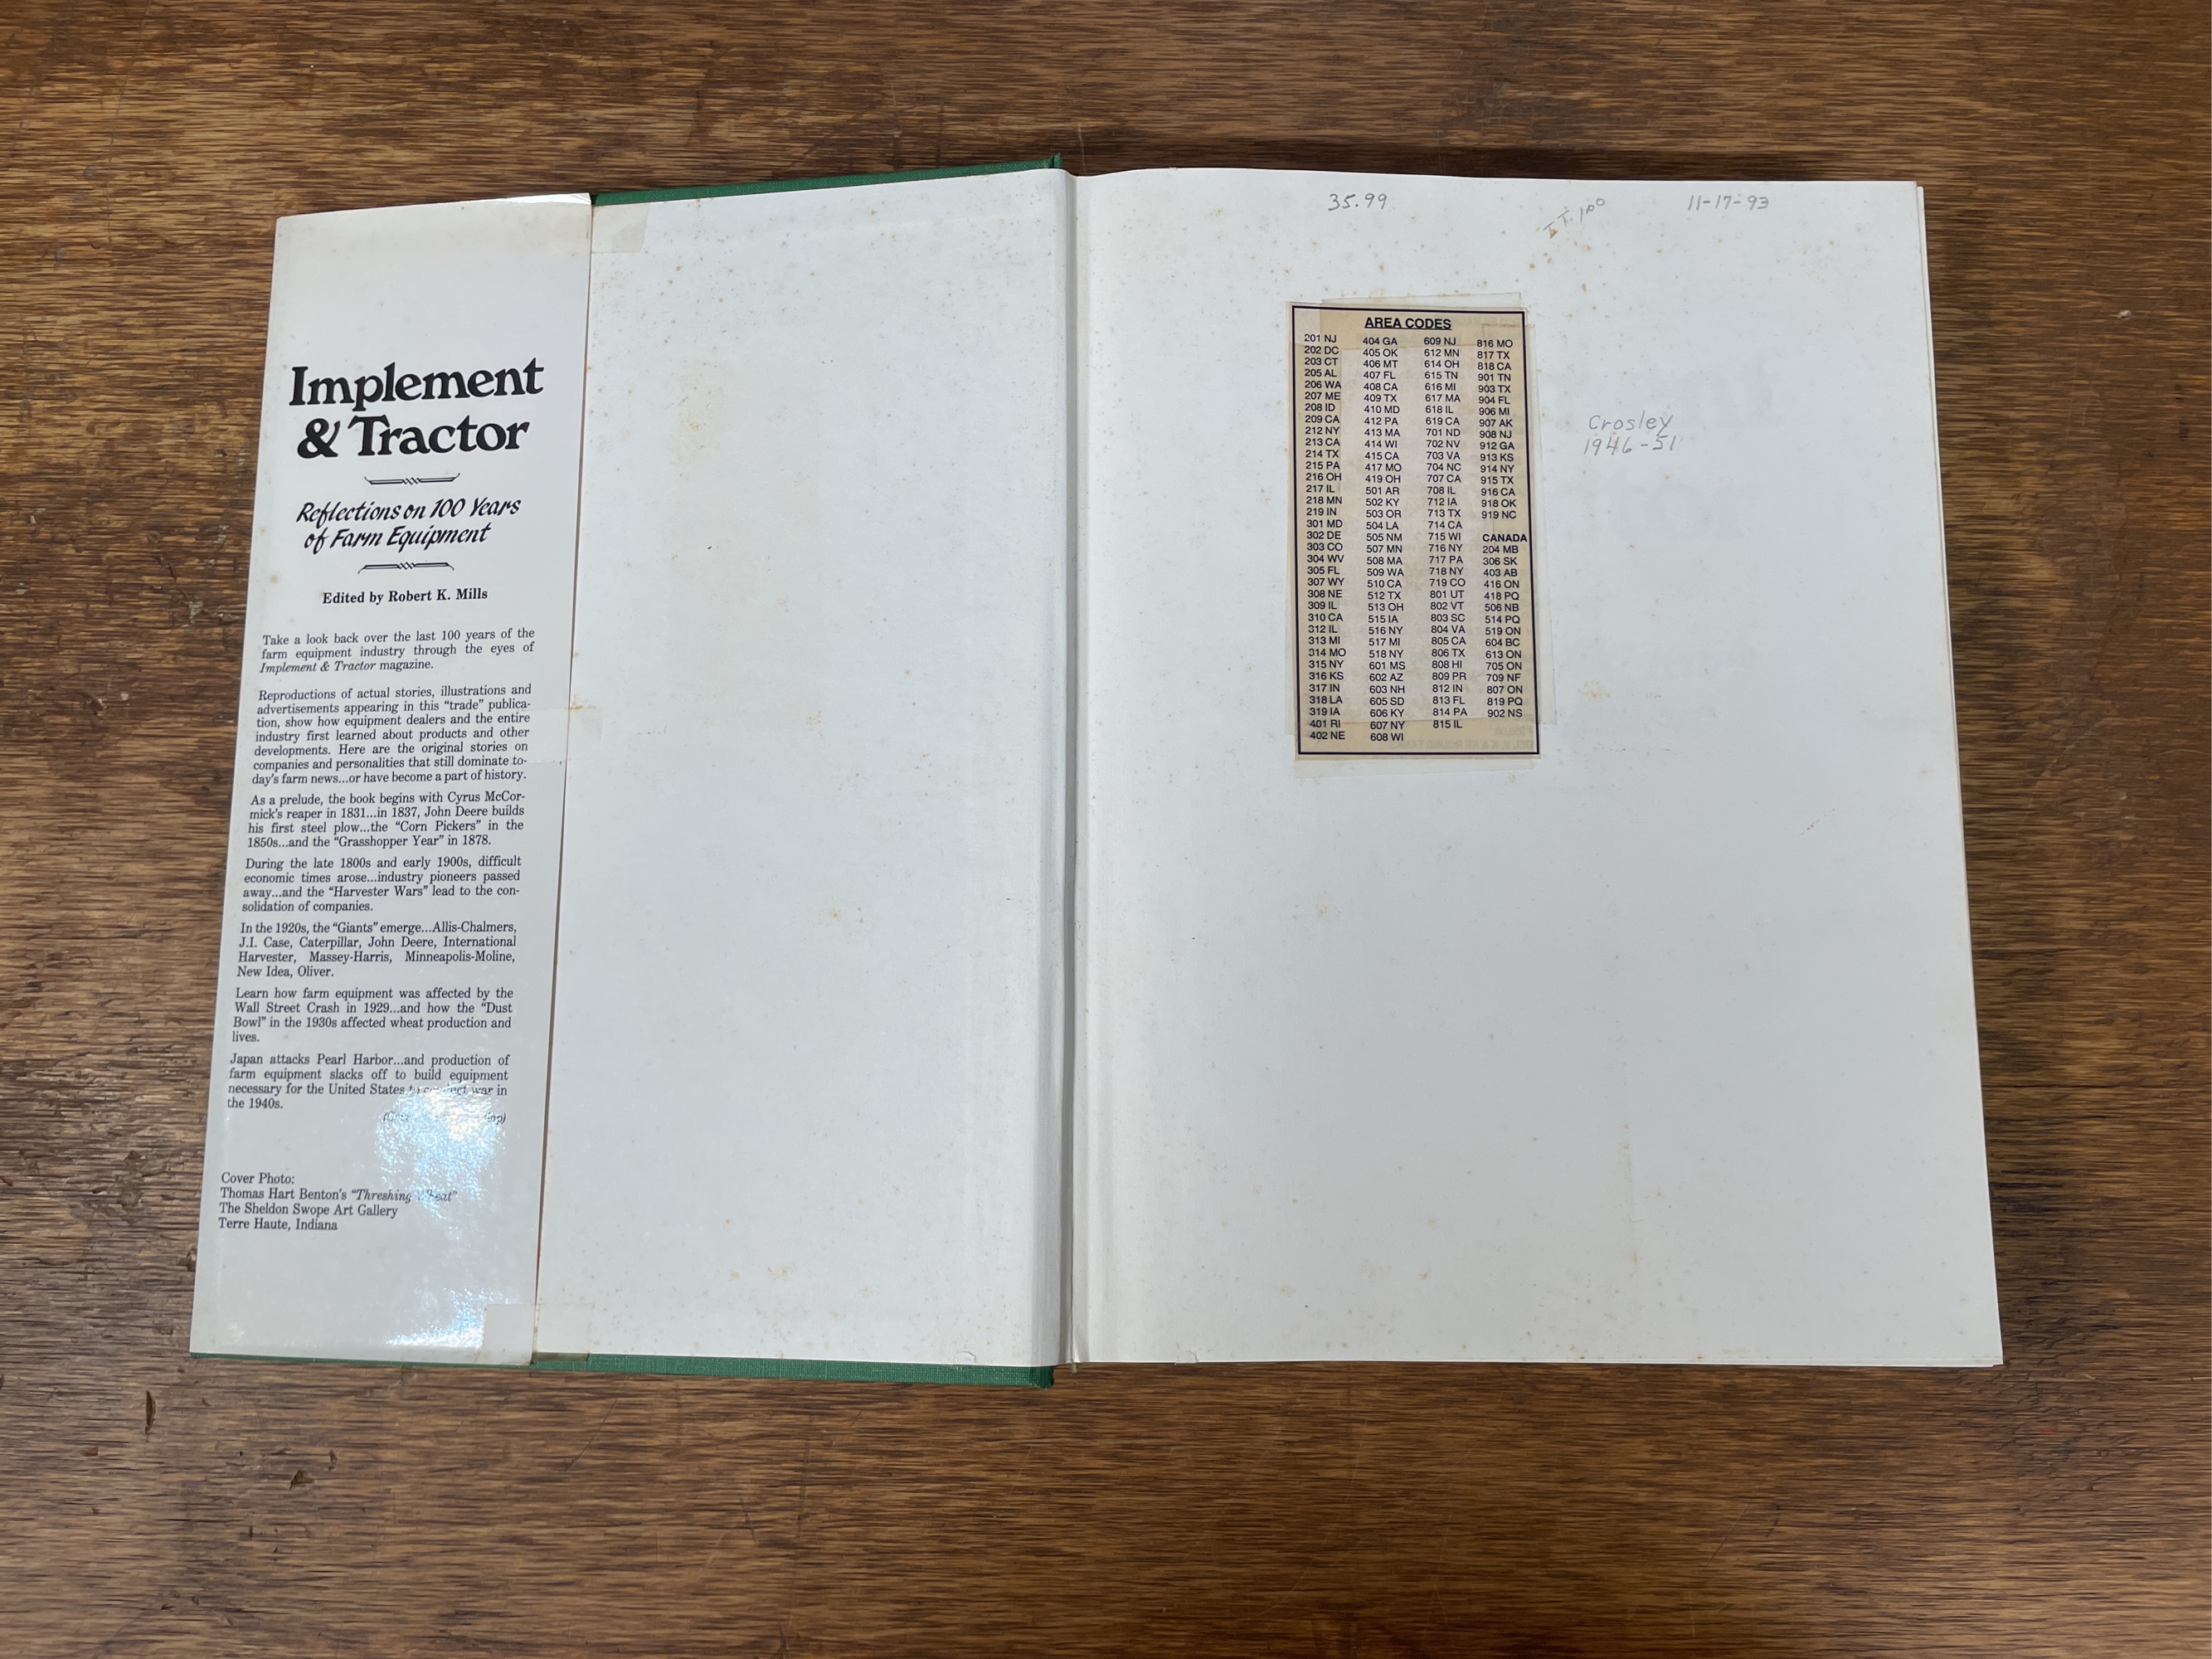 Implement
& Tractor
Reflections on 100 Years
of Farm Equipment
Edited by Robert K. Mills
Take a look back over the last 100 years of the
farm equipment industry through the eyes of
Implement & Tractor magazine.
Reproductions of actual stories, illustrations and
advertisements appearing in this “trade” publica-
tion, show how equipment dealers and the entire
industry first learned about products and other
developments. Here are the original stories on
companies and personalities that still dominate to-
day's farm news...or have become a part of history.
As a prelude, the book begins with Cyrus McCor-
mick's reaper in 1831...in 1837, John Deere builds
his first steel plow...the “Corn Pickers” in the
1850s...and the “Grasshopper Year” in 1878.
During the late 1800s and early 1900s, difficult
economic times arose...industry pioneers passed
away...and the “Harvester Wars” lead to the con-
solidation of companies.
In the 1920s, the “Giants” emerge...Allis-Chalmers,
J.I. Case, Caterpillar, John Deere, International
Harvester, Massey-Harris, Minneapolis-Moline,
New Idea, Oliver.
Learn how farm equipment was affected by the
Wall Street Crash in 1929...and how the “Dust
Bowl” in the 1930s affected wheat production and
lives.
Japan attacks Pearl Harbor...and production of
farm equipment slacks off to build equipment
necessary for the United States to conduct war in
the 1940s.
Cover Photo:
Thomas Hart Benton's “Threshing Wheat”
The Sheldon Swope Art Gallery
Terre Haute, Indiana
35.99
11-17-93
AREA CODES
201 NJ
202 DC
203 CT
205 AL
206 WA
207 ME
208 ID
209 CA
212 NY
213 CA
214 TX
215 PA
216 OH
217 IL
218 MN
219 IN
301 MD
302 DE
303 CO
304 WV
305 FL
307 WY
308 NE
309 IL
310 CA
312 IL
313 MI
314 MO
315 NY
316 KS
317 IN
318 LA
319 IA
401 RI
402 NE
404 GA
405 OK
406 MT
407 FL
408 CA
409 TX
410 MD
412 PA
413 MA
414 WI
415 CA
417 MO
419 OH
501 AR
502 KY
503 OR
504 LA
505 NM
507 MN
508 MA
509 WA
510 CA
512 TX
513 OH
515 IA
516 NY
517 MI
518 NY
601 MS
602 AZ
603 NH
605 SD
606 KY
607 NY
608 WI
609 NJ
612 MN
614 OH
615 TN
616 MI
617 MA
618 IL
619 CA
701 ND
702 NV
703 VA
704 NC
707 CA
708 IL
712 IA
713 TX
714 CA
715 WI
716 NY
717 PA
718 NY
719 CO
801 UT
802 VT
803 SC
804 VA
805 CA
806 TX
808 HI
809 PR
812 IN
813 FL
814 PA
815 IL
816 MO
817 TX
818 CA
901 TN
903 TX
904 FL
906 MI
907 AK
908 NJ
912 GA
913 KS
914 NY
915 TX
916 CA
918 OK
919 NC
CANADA
204 MB
306 SK
403 AB
416 ON
418 PQ
506 NB
514 PQ
519 ON
604 BC
613 ON
705 ON
709 NF
807 ON
819 PQ
902 NS
Crosley
1946-51